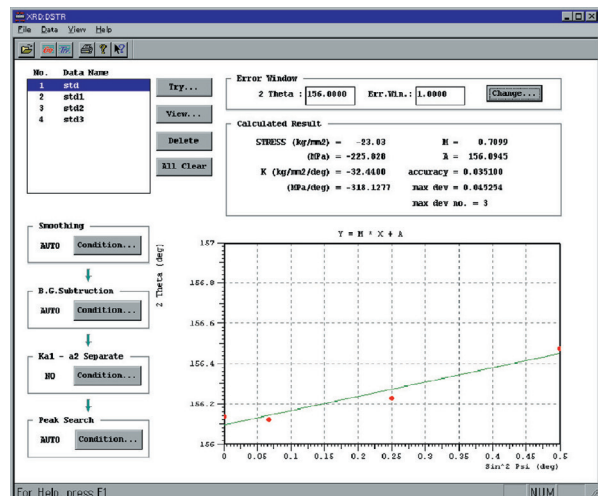 XRD:DSTR
File Data View Help
No. Data Name
1 std
2 std1
3 std2
4 std3
Try...
View...
Delete
All Clear
Error Window
2 Theta : 156.0000 Err.Win.: 1.0000 Change...
Calculated Result
STRESS (kg/mm2) = -23.03 M = 0.7099
(MPa) = -225.828 A = 156.0945
K (kg/mm2/deg) = -32.4400 accuracy = 0.035100
(MPa/deg) = -318.1277 max dev = 0.045254
max dev no. = 3
Smoothing
AUTO Condition...
B.G.Subtruction
AUTO Condition...
Ka1 - a2 Separate
NO Condition...
Peak Search
AUTO Condition...
Y = M * X + A
2 Theta (deg)
157
156.8
156.6
156.4
156.2
156
0 0.05 0.1 0.15 0.2 0.25 0.3 0.35 0.4 0.45 0.5
Sin^2 Psi (deg)
For Help, press F1 NUM